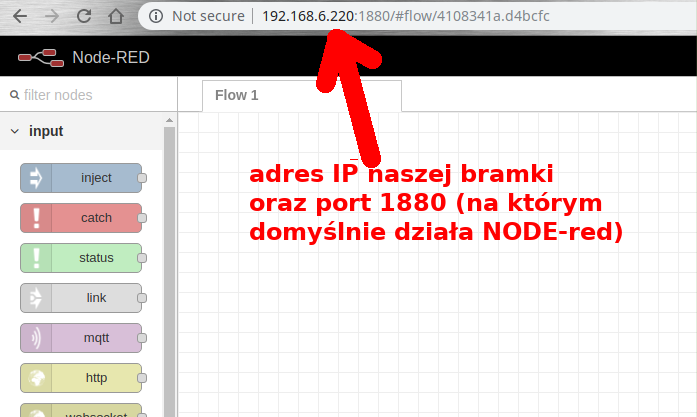 Not secure | 192.168.6.220:1880/#flow/4108341a.d4bcfc
Node-RED
filter nodes
Flow 1
input
inject
catch
status
link
mqtt
http
websocket
adres IP naszej bramki
oraz port 1880 (na którym
domyślnie działa NODE-red)